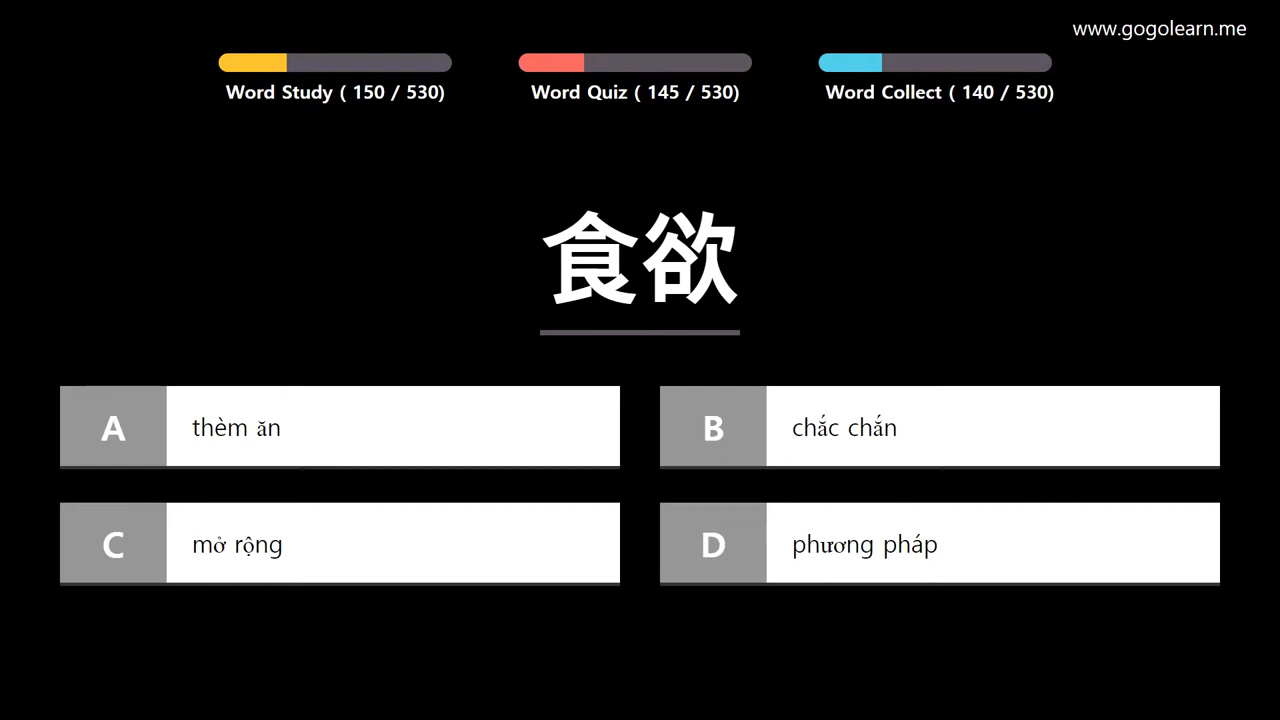 www.gogolearn.me
Word Study ( 150 / 530)
Word Quiz ( 145 / 530)
Word Collect ( 140 / 530)
食欲
A thèm ăn
B chắc chắn
C mở rộng
D phương pháp